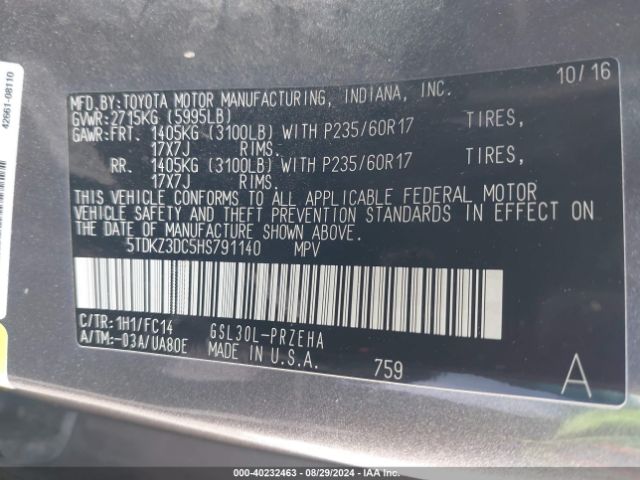 42661-08110
10/16
MFD.BY:TOYOTA MOTOR MANUFACTURING, INDIANA, INC.
GVWR:2715KG (5995LB)
GAWR:FRT. 1405KG (3100LB) WITH P235/60R17 TIRES,
17X7J RIMS.
RR. 1405KG (3100LB) WITH P235/60R17 TIRES,
17X7J RIMS.
THIS VEHICLE CONFORMS TO ALL APPLICABLE FEDERAL MOTOR
VEHICLE SAFETY AND THEFT PREVENTION STANDARDS IN EFFECT ON
THE DATE OF MANUFACTURE SHOWN ABOVE.
5TDKZ3DC5HS791140 MPV
C/TR:1H1/FC14 GSL30L-PRZEHA
A/TM:-03A/UA80E MADE IN U.S.A. 759 A
000-40232463 - 08/29/2024 - IAA Inc.